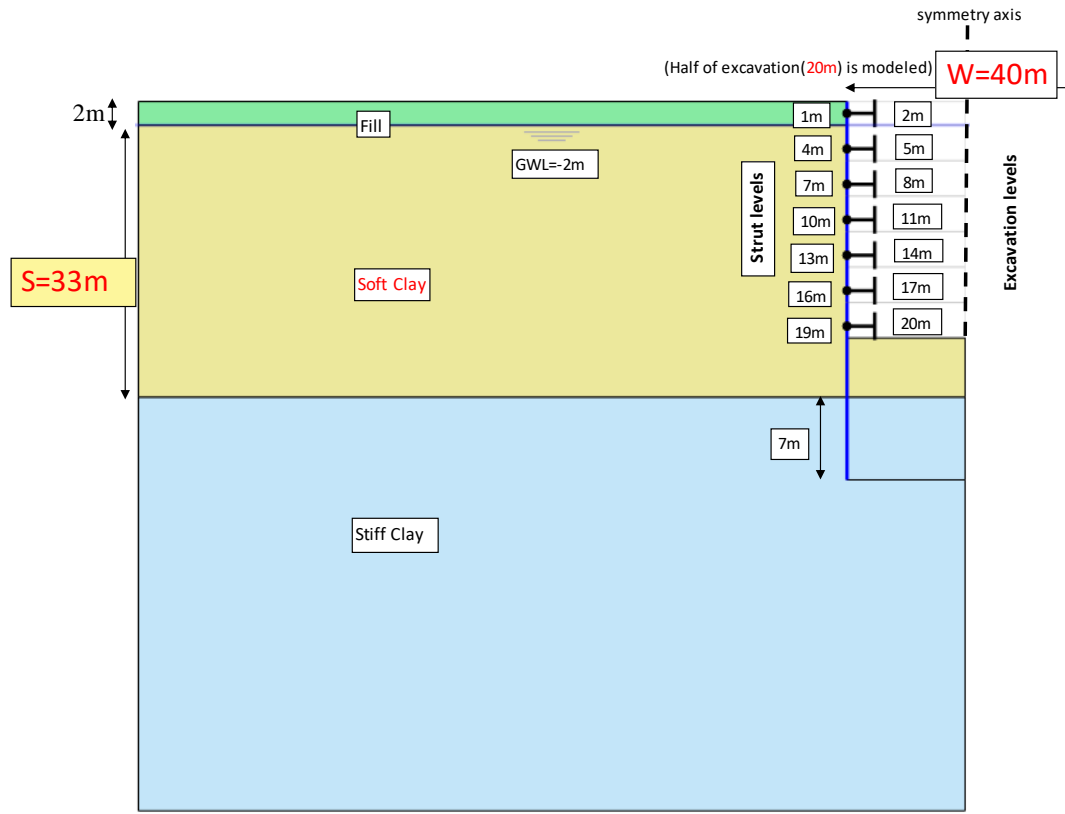 symmetry axis
(Half of excavation(20m) is modeled)
W=40m
2m
Fill
GWL=-2m
1m
2m
4m
5m
7m
8m
10m
11m
13m
14m
16m
17m
19m
20m
Strut levels
Excavation levels
S=33m
Soft Clay
7m
Stiff Clay